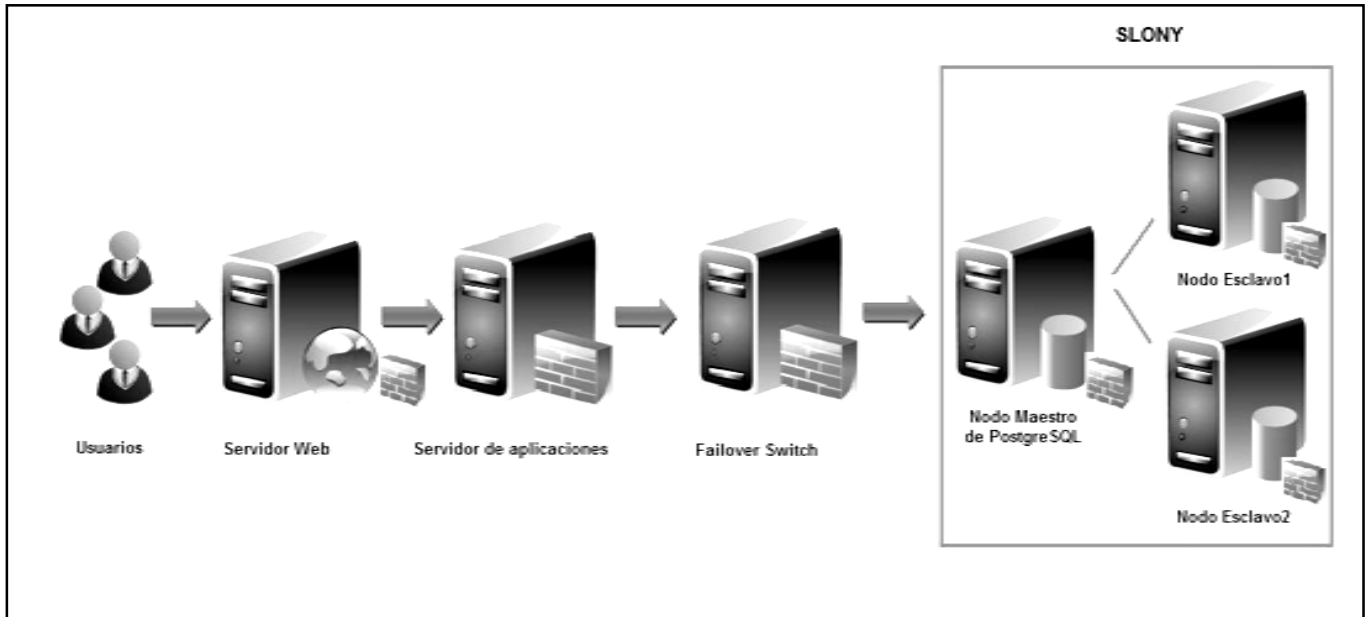 SLONY
Usuarios
Servidor Web
Servidor de aplicaciones
Failover Switch
Nodo Maestro
de PostgreSQL
Nodo Esclavo1
Nodo Esclavo2